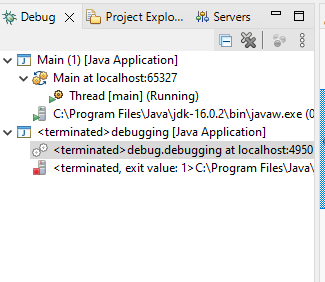 Debug Project Explo... Servers
Main (1) [Java Application]
Main at localhost:65327
Thread [main] (Running)
C:\Program Files\Java\jdk-16.0.2\bin\javaw.exe (0
<terminated>debugging [Java Application]
<terminated>debug.debugging at localhost:4950
<terminated, exit value: 1>C:\Program Files\Java\